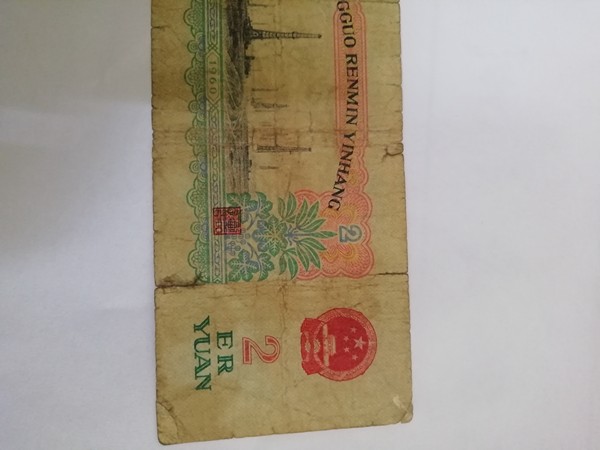 GGUO RENMIN YINHANG
1960
2
2
ER
YUAN